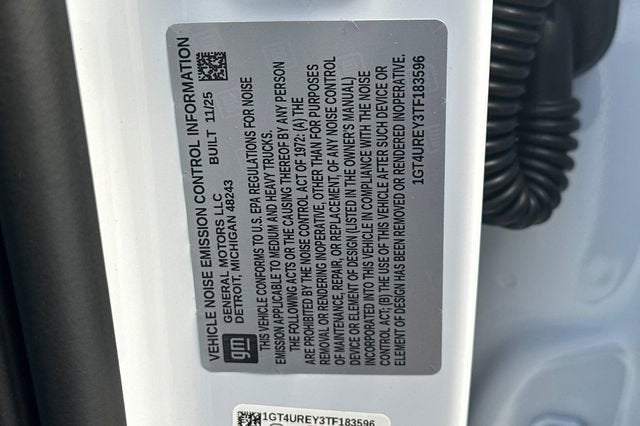 VEHICLE NOISE EMISSION CONTROL INFORMATION
GENERAL MOTORS LLC BUILT 11/25
DETROIT, MICHIGAN 48243
gm
THIS VEHICLE CONFORMS TO U.S. EPA REGULATIONS FOR NOISE
EMISSION APPLICABLE TO MEDIUM AND HEAVY TRUCKS.
THE FOLLOWING ACTS OR THE CAUSING THEREOF BY ANY PERSON
ARE PROHIBITED BY THE NOISE CONTROL ACT OF 1972: (A) THE
REMOVAL OR RENDERING INOPERATIVE, OTHER THAN FOR PURPOSES
OF MAINTENANCE, REPAIR, OR REPLACEMENT, OF ANY NOISE CONTROL
DEVICE OR ELEMENT OF DESIGN (LISTED IN THE OWNER'S MANUAL)
INCORPORATED INTO THIS VEHICLE IN COMPLIANCE WITH THE NOISE
CONTROL ACT; (B) THE USE OF THIS VEHICLE AFTER SUCH DEVICE OR
ELEMENT OF DESIGN HAS BEEN REMOVED OR RENDERED INOPERATIVE.
1GT4UREY3TF183596
1GT4UREY3TF183596